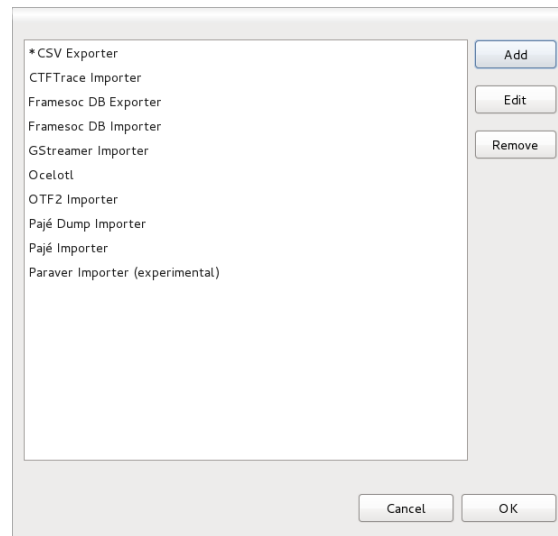 *CSV Exporter
CTFTrace Importer
Framesoc DB Exporter
Framesoc DB Importer
GStreamer Importer
Ocelotl
OTF2 Importer
Pajé Dump Importer
Pajé Importer
Paraver Importer (experimental)
Add
Edit
Remove
Cancel
OK